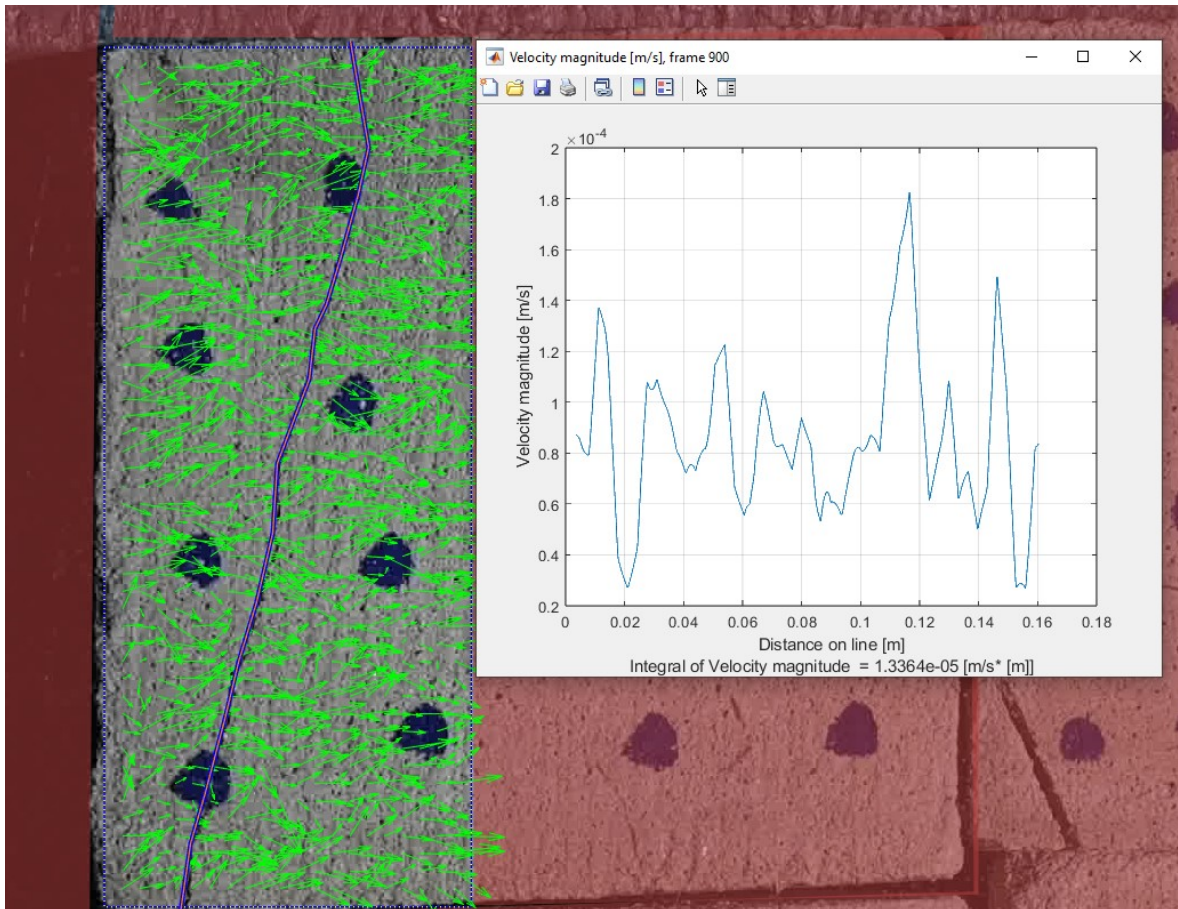 Velocity magnitude [m/s], frame 900
×10⁻⁴
2
1.8
1.6
1.4
1.2
1
0.8
0.6
0.4
0.2
Velocity magnitude [m/s]
0 0.02 0.04 0.06 0.08 0.1 0.12 0.14 0.16 0.18
Distance on line [m]
Integral of Velocity magnitude = 1.3364e-05 [m/s* [m]]